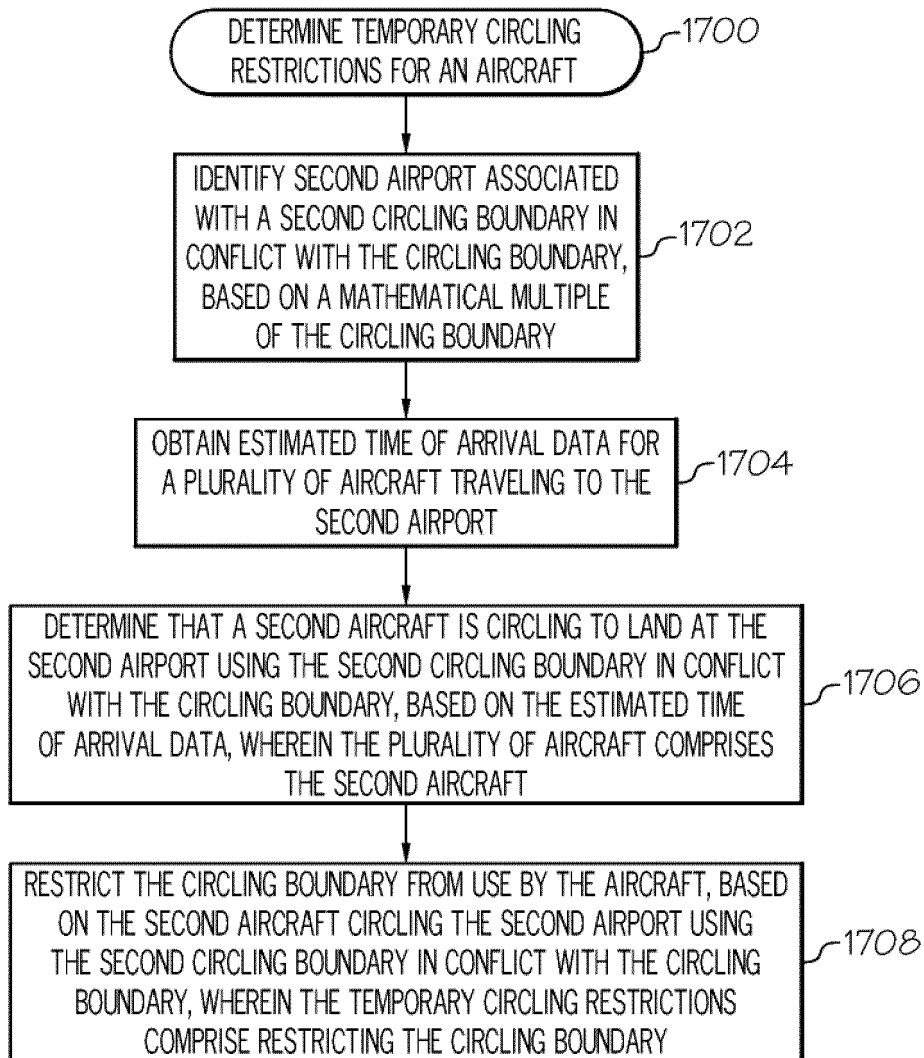 DETERMINE TEMPORARY CIRCLING
RESTRICTIONS FOR AN AIRCRAFT
1700
IDENTIFY SECOND AIRPORT ASSOCIATED
WITH A SECOND CIRCLING BOUNDARY IN
CONFLICT WITH THE CIRCLING BOUNDARY,
BASED ON A MATHEMATICAL MULTIPLE
OF THE CIRCLING BOUNDARY
1702
OBTAIN ESTIMATED TIME OF ARRIVAL DATA FOR
A PLURALITY OF AIRCRAFT TRAVELING TO THE
SECOND AIRPORT
1704
DETERMINE THAT A SECOND AIRCRAFT IS CIRCLING TO LAND AT THE
SECOND AIRPORT USING THE SECOND CIRCLING BOUNDARY IN CONFLICT
WITH THE CIRCLING BOUNDARY, BASED ON THE ESTIMATED TIME
OF ARRIVAL DATA, WHEREIN THE PLURALITY OF AIRCRAFT COMPRISES
THE SECOND AIRCRAFT
1706
RESTRICT THE CIRCLING BOUNDARY FROM USE BY THE AIRCRAFT, BASED
ON THE SECOND AIRCRAFT CIRCLING THE SECOND AIRPORT USING
THE SECOND CIRCLING BOUNDARY IN CONFLICT WITH THE CIRCLING
BOUNDARY, WHEREIN THE TEMPORARY CIRCLING RESTRICTIONS
COMPRISE RESTRICTING THE CIRCLING BOUNDARY
1708